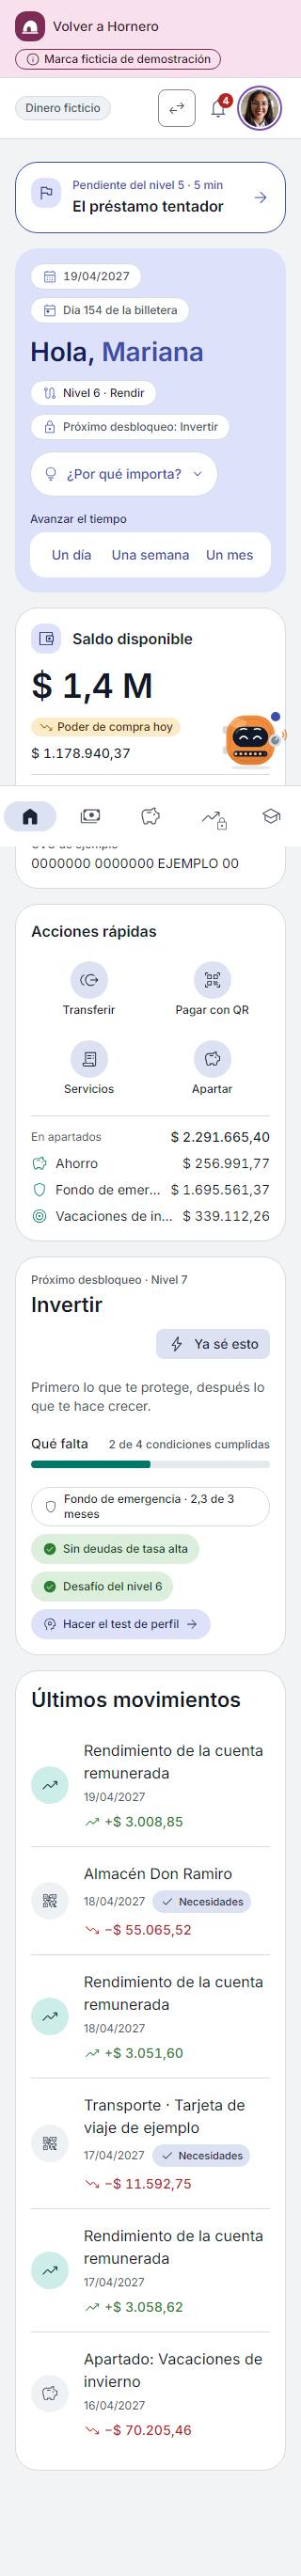 Volver a Hornero
Marca ficticia de demostración
Dinero ficticio
4
Pendiente del nivel 5 · 5 min
El préstamo tentador
19/04/2027
Día 154 de la billetera
Hola, Mariana
Nivel 6 · Rendir
Próximo desbloqueo: Invertir
¿Por qué importa?
Avanzar el tiempo
Un día Una semana Un mes
Saldo disponible
$ 1,4 M
Poder de compra hoy
$ 1.178.940,37
0000000 0000000 EJEMPLO 00
Acciones rápidas
Transferir Pagar con QR
Servicios Apartar
En apartados $ 2.291.665,40
Ahorro $ 256.991,77
Fondo de emer... $ 1.695.561,37
Vacaciones de in... $ 339.112,26
Próximo desbloqueo · Nivel 7
Invertir
Ya sé esto
Primero lo que te protege, después lo
que te hace crecer.
Qué falta 2 de 4 condiciones cumplidas
Fondo de emergencia · 2,3 de 3
meses
Sin deudas de tasa alta
Desafío del nivel 6
Hacer el test de perfil
Últimos movimientos
Rendimiento de la cuenta
remunerada
19/04/2027
+$ 3.008,85
Almacén Don Ramiro
18/04/2027 Necesidades
−$ 55.065,52
Rendimiento de la cuenta
remunerada
18/04/2027
+$ 3.051,60
Transporte · Tarjeta de
viaje de ejemplo
17/04/2027 Necesidades
−$ 11.592,75
Rendimiento de la cuenta
remunerada
17/04/2027
+$ 3.058,62
Apartado: Vacaciones de
invierno
16/04/2027
−$ 70.205,46